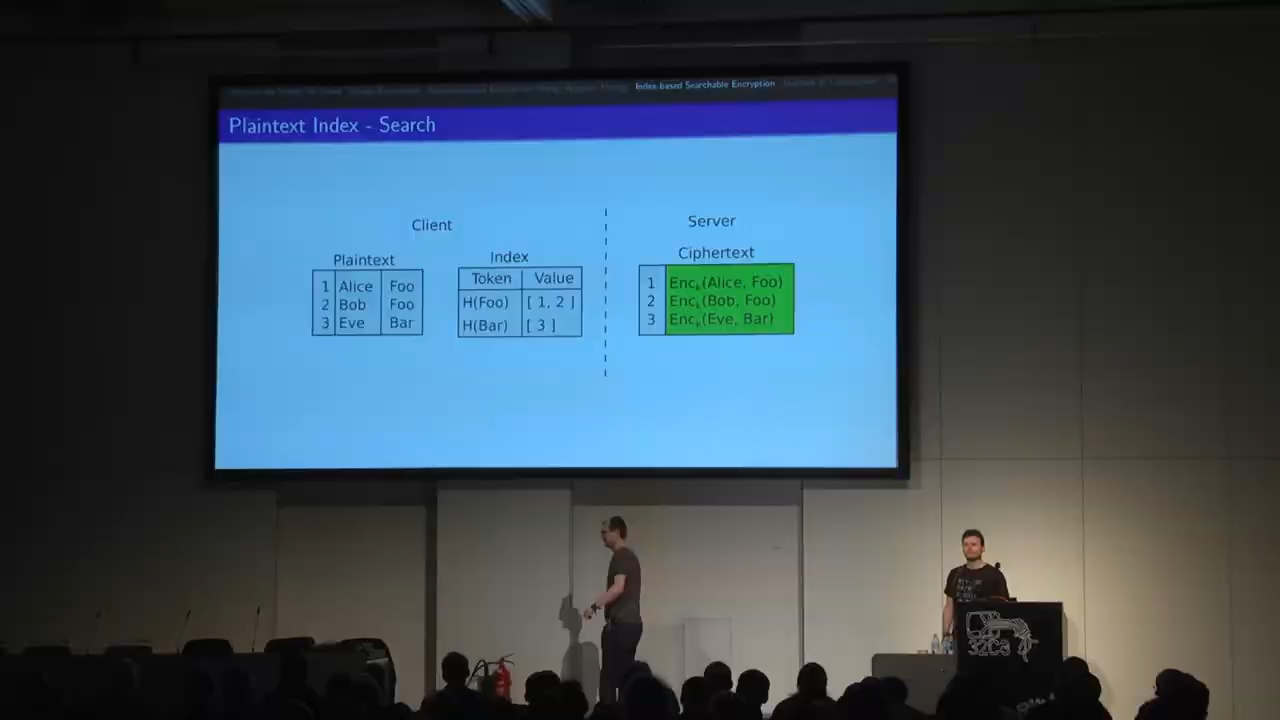 Index-based Searchable Encryption
Plaintext Index - Search
Client
Server
Plaintext
Index
Ciphertext
1 Alice Foo
2 Bob Foo
3 Eve Bar
Token Value
H(Foo) [ 1, 2 ]
H(Bar) [ 3 ]
1 Enck(Alice, Foo)
2 Enck(Bob, Foo)
3 Enck(Eve, Bar)
32C3